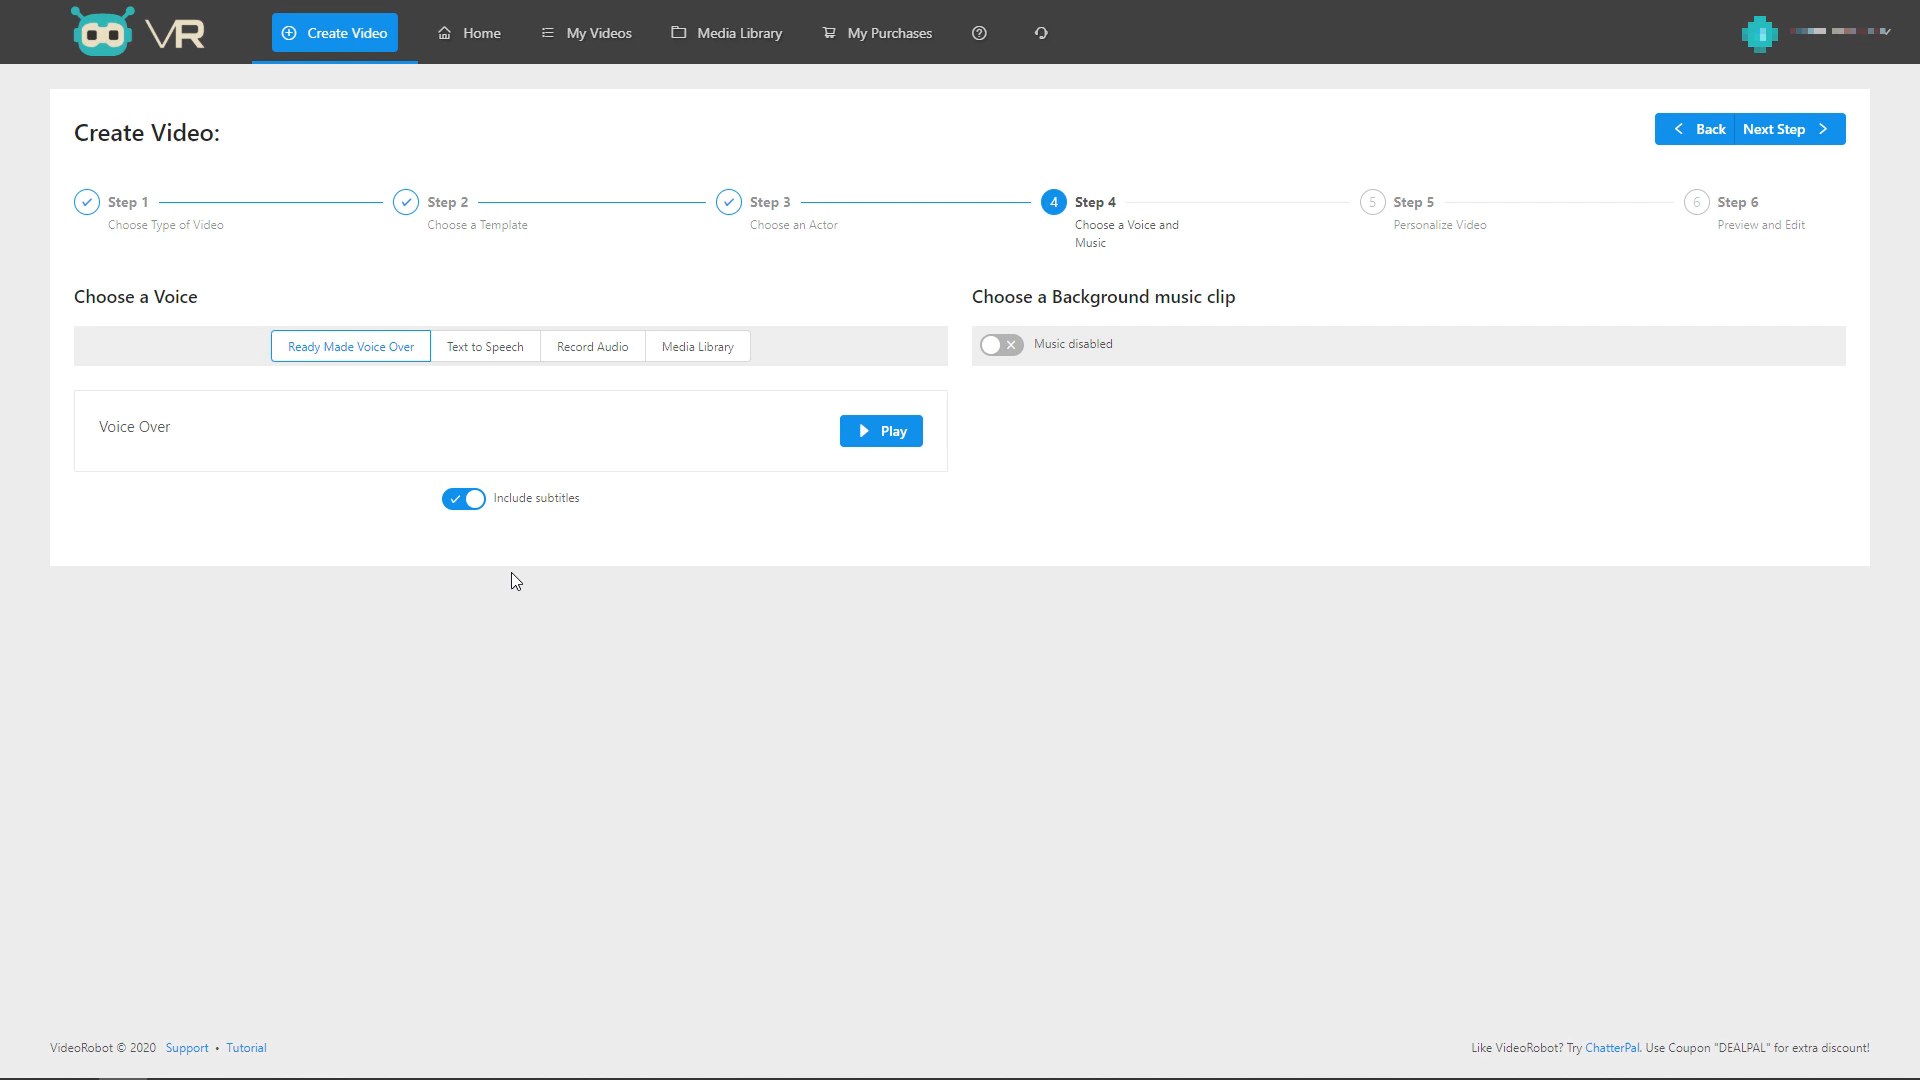 VR
Create Video
Home
My Videos
Media Library
My Purchases
Create Video:
Back
Next Step
Step 1
Choose Type of Video
Step 2
Choose a Template
Step 3
Choose an Actor
4
Step 4
Choose a Voice and
Music
5
Step 5
Personalize Video
6
Step 6
Preview and Edit
Choose a Voice
Ready Made Voice Over
Text to Speech
Record Audio
Media Library
Voice Over
Play
Include subtitles
Choose a Background music clip
Music disabled
VideoRobot © 2020 Support • Tutorial
Like VideoRobot? Try ChatterPal. Use Coupon "DEALPAL" for extra discount!